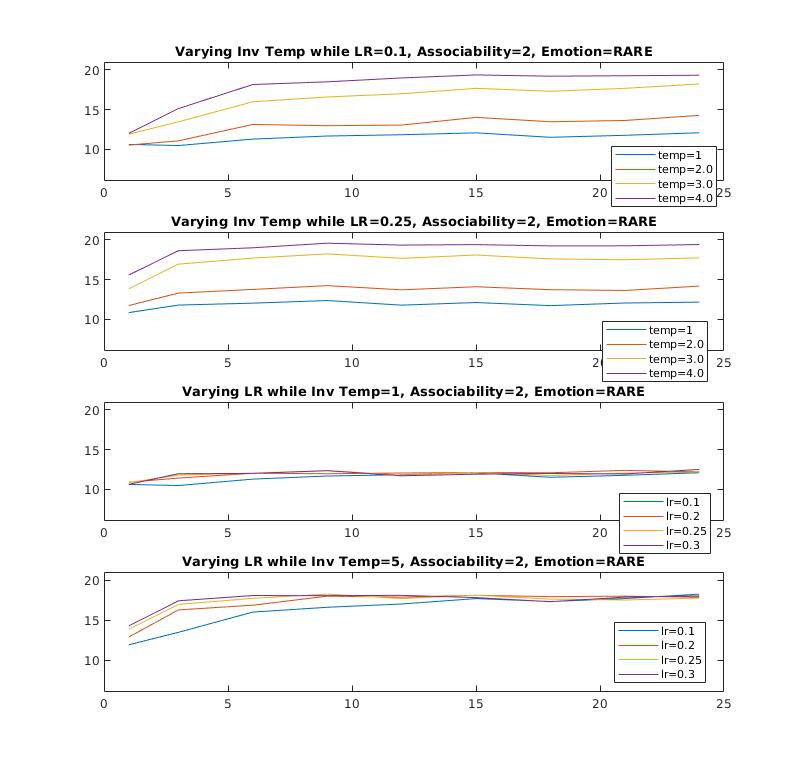 Varying Inv Temp while LR=0.1, Associability=2, Emotion=RARE
20
15
10
temp=1
temp=2.0
temp=3.0
temp=4.0
0 5 10 15 20 25
Varying Inv Temp while LR=0.25, Associability=2, Emotion=RARE
20
15
10
temp=1
temp=2.0
temp=3.0
temp=4.0
0 5 10 15 20 25
Varying LR while Inv Temp=1, Associability=2, Emotion=RARE
20
15
10
lr=0.1
lr=0.2
lr=0.25
lr=0.3
0 5 10 15 20 25
Varying LR while Inv Temp=5, Associability=2, Emotion=RARE
20
15
10
lr=0.1
lr=0.2
lr=0.25
lr=0.3
0 5 10 15 20 25